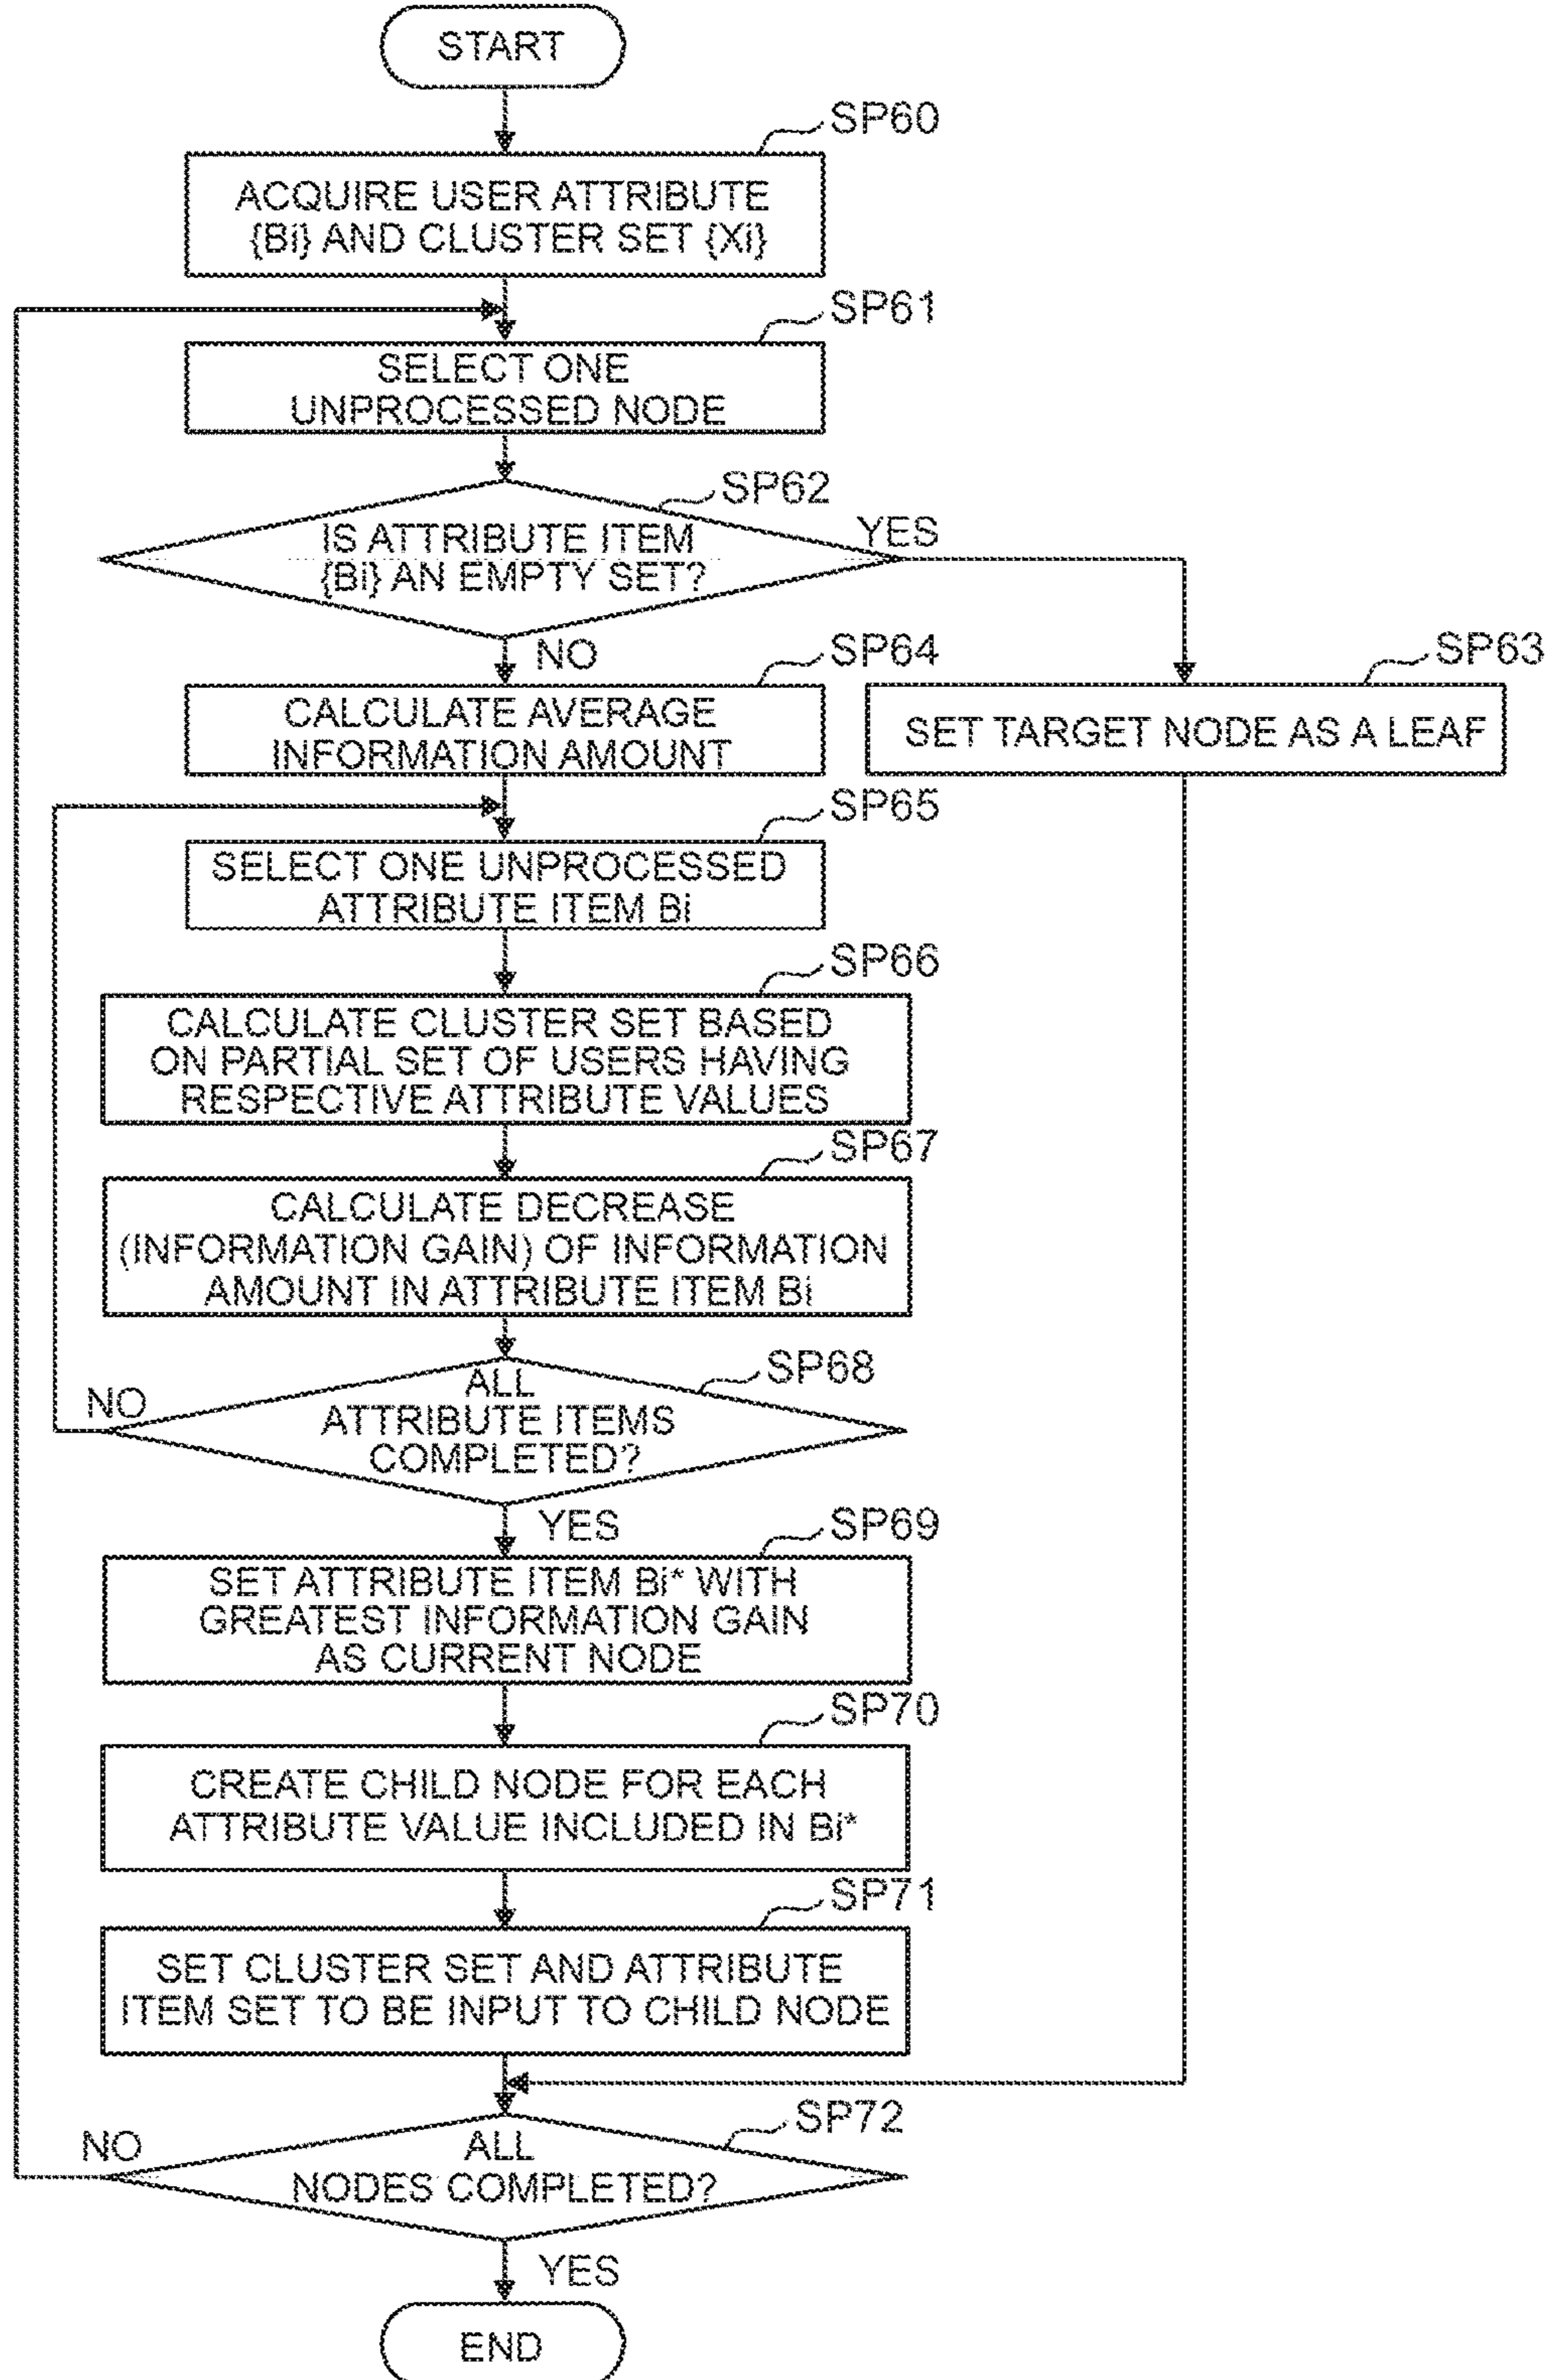 START
SP60
ACQUIRE USER ATTRIBUTE
{Bi} AND CLUSTER SET {Xi}
SP61
SELECT ONE
UNPROCESSED NODE
SP62
IS ATTRIBUTE ITEM
{Bi} AN EMPTY SET?
YES
NO
SP64
CALCULATE AVERAGE
INFORMATION AMOUNT
SP63
SET TARGET NODE AS A LEAF
SP65
SELECT ONE UNPROCESSED
ATTRIBUTE ITEM Bi
SP66
CALCULATE CLUSTER SET BASED
ON PARTIAL SET OF USERS HAVING
RESPECTIVE ATTRIBUTE VALUES
SP67
CALCULATE DECREASE
(INFORMATION GAIN) OF INFORMATION
AMOUNT IN ATTRIBUTE ITEM Bi
SP68
ALL
ATTRIBUTE ITEMS
COMPLETED?
NO
YES
SP69
SET ATTRIBUTE ITEM Bi* WITH
GREATEST INFORMATION GAIN
AS CURRENT NODE
SP70
CREATE CHILD NODE FOR EACH
ATTRIBUTE VALUE INCLUDED IN Bi*
SP71
SET CLUSTER SET AND ATTRIBUTE
ITEM SET TO BE INPUT TO CHILD NODE
SP72
ALL
NODES COMPLETED?
NO
YES
END